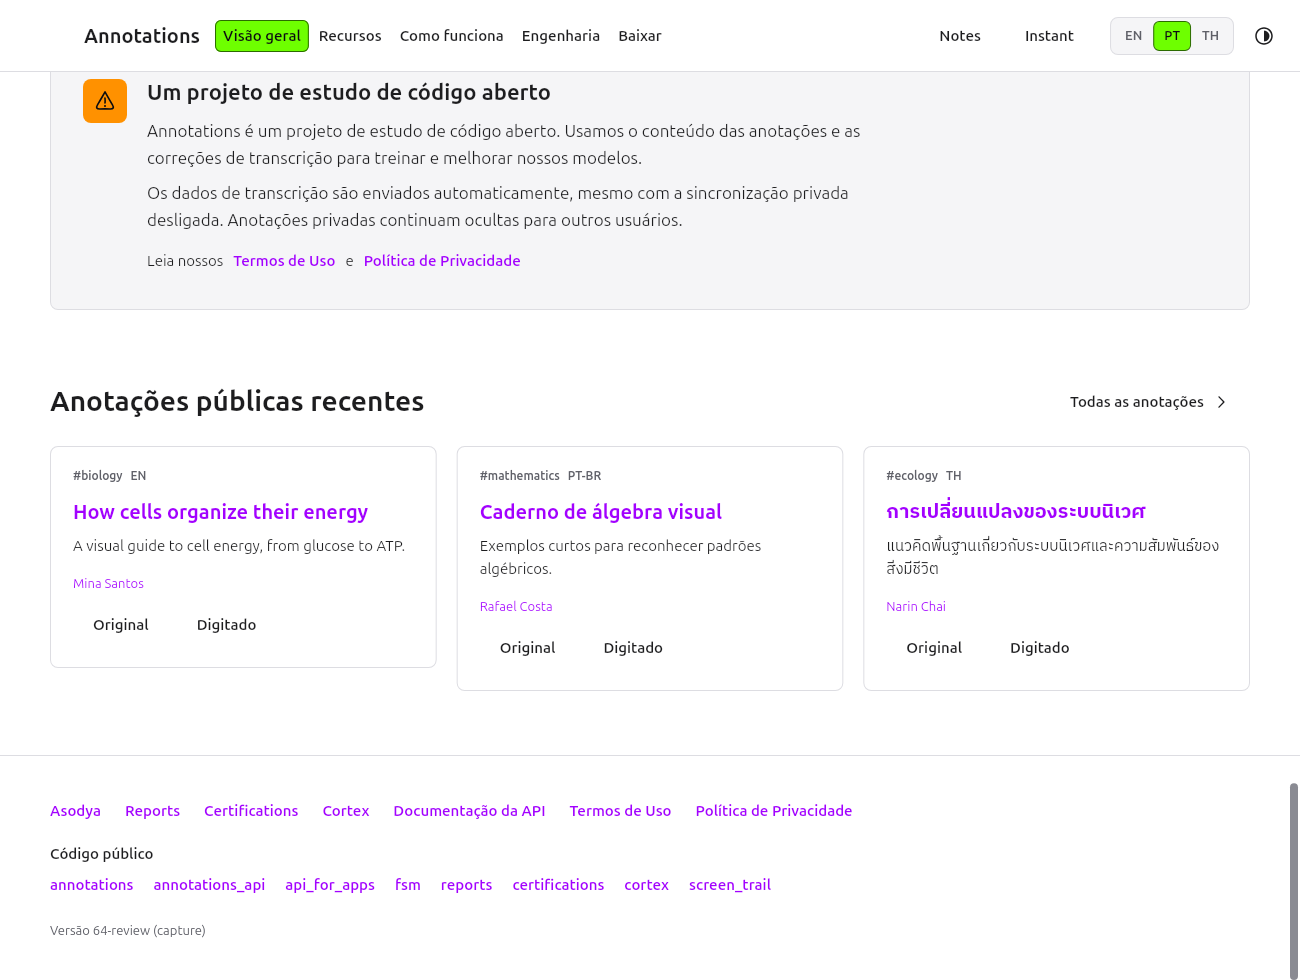 Annotations Visão geral Recursos Como funciona Engenharia Baixar Notes Instant EN PT TH
Um projeto de estudo de código aberto
Annotations é um projeto de estudo de código aberto. Usamos o conteúdo das anotações e as
correções de transcrição para treinar e melhorar nossos modelos.
Os dados de transcrição são enviados automaticamente, mesmo com a sincronização privada
desligada. Anotações privadas continuam ocultas para outros usuários.
Leia nossos Termos de Uso e Política de Privacidade
Anotações públicas recentes
Todas as anotações
#biology EN
How cells organize their energy
A visual guide to cell energy, from glucose to ATP.
Mina Santos
Original Digitado
#mathematics PT-BR
Caderno de álgebra visual
Exemplos curtos para reconhecer padrões
algébricos.
Rafael Costa
Original Digitado
#ecology TH
การเปลี่ยนแปลงของระบบนิเวศ
แนวคิดพื้นฐานเกี่ยวกับระบบนิเวศและความสัมพันธ์ของ
สิ่งมีชีวิต
Narin Chai
Original Digitado
Asodya Reports Certifications Cortex Documentação da API Termos de Uso Política de Privacidade
Código público
annotations annotations_api api_for_apps fsm reports certifications cortex screen_trail
Versão 64-review (capture)